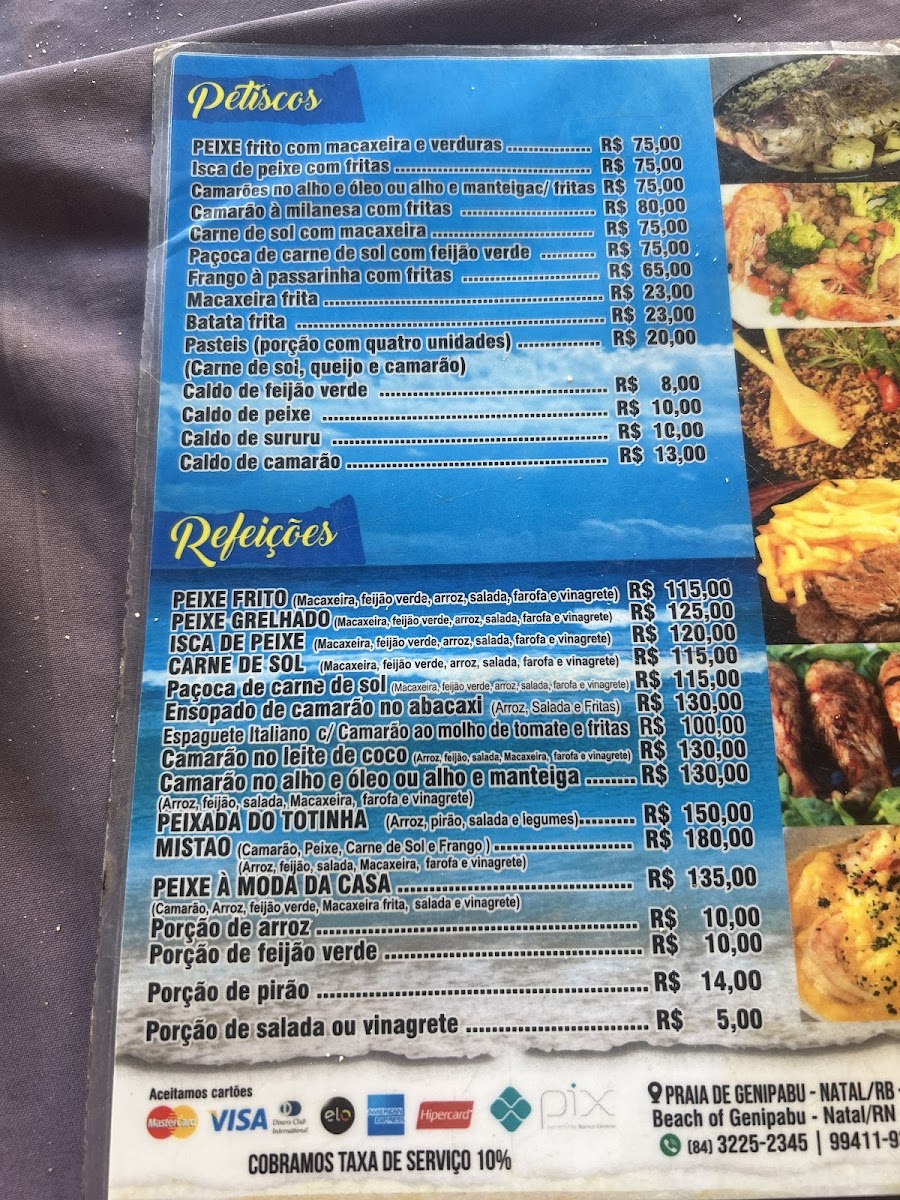 Petiscos
PEIXE frito com macaxeira e verduras ............... R$ 75,00
Isca de peixe com fritas ............... R$ 75,00
Camarões no alho e óleo ou alho e manteigac/ fritas R$ 75,00
Camarão à milanesa com fritas ............... R$ 80,00
Carne de sol com macaxeira ............... R$ 75,00
Paçoca de carne de sol com feijão verde ......... R$ 75,00
Frango à passarinha com fritas ............... R$ 65,00
Macaxeira frita ............... R$ 23,00
Batata frita ............... R$ 23,00
Pasteis (porção com quatro unidades) ............... R$ 20,00
(Carne de sol, queijo e camarão)
Caldo de feijão verde ............... R$ 8,00
Caldo de peixe ............... R$ 10,00
Caldo de sururu ............... R$ 10,00
Caldo de camarão ............... R$ 13,00
Refeições
PEIXE FRITO (Macaxeira, feijão verde, arroz, salada, farofa e vinagrete) R$ 115,00
PEIXE GRELHADO (Macaxeira, feijão verde, arroz, salada, farofa e vinagrete) R$ 125,00
ISCA DE PEIXE (Macaxeira, feijão verde, arroz, salada, farofa e vinagrete) R$ 120,00
CARNE DE SOL (Macaxeira, feijão verde, arroz, salada, farofa e vinagrete) R$ 115,00
Paçoca de carne de sol (Macaxeira, feijão verde, arroz, salada, farofa e vinagrete) R$ 115,00
Ensopado de camarão no abacaxi (Arroz, Salada e Fritas) R$ 130,00
Espaguete Italiano c/ Camarão ao molho de tomate e fritas R$ 100,00
Camarão no leite de coco (Arroz, feijão, salada, Macaxeira, farofa e vinagrete) R$ 130,00
Camarão no alho e óleo ou alho e manteiga ........ R$ 130,00
(Arroz, feijão, salada, Macaxeira, farofa e vinagrete)
PEIXADA DO TOTINHA (Arroz, pirão, salada e legumes).......... R$ 150,00
MISTAO (Camarão, Peixe, Carne de Sol e Frango ) ............... R$ 180,00
(Arroz, feijão, salada, Macaxeira, farofa e vinagrete)
PEIXE À MODA DA CASA ............... R$ 135,00
(Camarão, Arroz, feijão verde, Macaxeira frita, salada e vinagrete)
Porção de arroz ............... R$ 10,00
Porção de feijão verde ............... R$ 10,00
Porção de pirão ............... R$ 14,00
Porção de salada ou vinagrete ............... R$ 5,00
Aceitamos cartões
MasterCard VISA Diners Club International elo AMERICAN EXPRESS Hipercard pix
COBRAMOS TAXA DE SERVIÇO 10%
PRAIA DE GENIPABU - NATAL/RB -
Beach of Genipabu - Natal/RN
(84) 3225-2345 | 99411-9